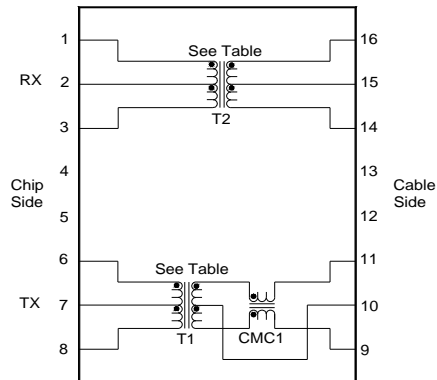 1 16
See Table
RX 2 15
3 14
T2
4 13
Chip Side Cable Side
5 12
6 11
See Table
TX 7 10
8 T1 CMC1 9